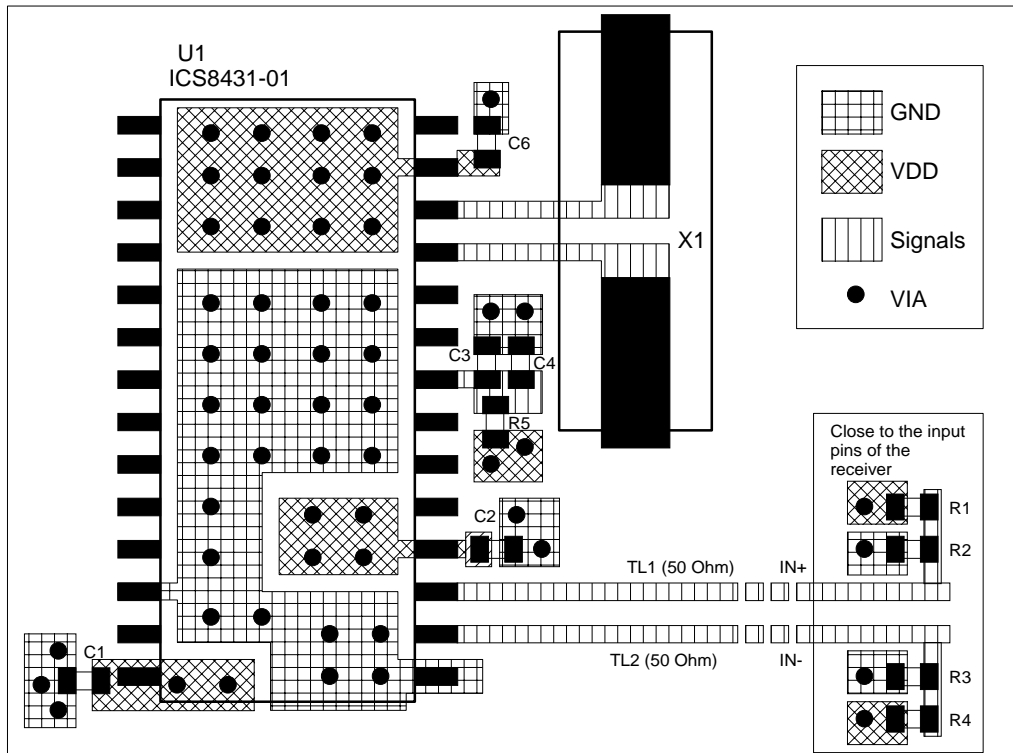 U1
ICS8431-01
C6
X1
GND
VDD
Signals
VIA
C3
C4
R5
Close to the input
pins of the
receiver
R1
C2
R2
TL1 (50 Ohm)
IN+
TL2 (50 Ohm)
IN-
C1
R3
R4